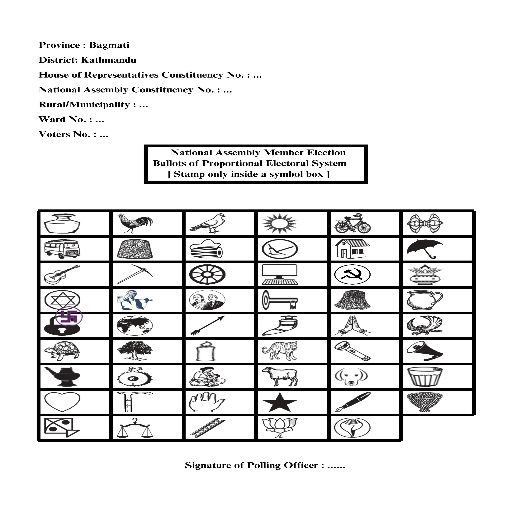 Province : Bagmati
District: Kathmandu
House of Representatives Constituency No. : ...
National Assembly Constituency No. : ...
Rural/Municipality : ...
Ward No. : ...
Voters No. : ...
National Assembly Member Election
Ballots of Proportional Electoral System
[ Stamp only inside a symbol box ]
Signature of Polling Officer : ......